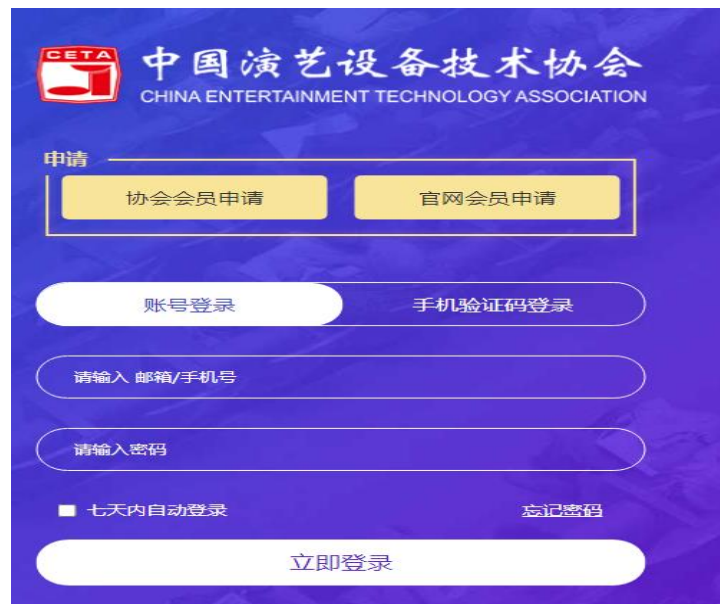 CETA
中国演艺设备技术协会
CHINA ENTERTAINMENT TECHNOLOGY ASSOCIATION
申请
协会会员申请 官网会员申请
账号登录 手机验证码登录
请输入 邮箱/手机号
请输入密码
七天内自动登录 忘记密码
立即登录